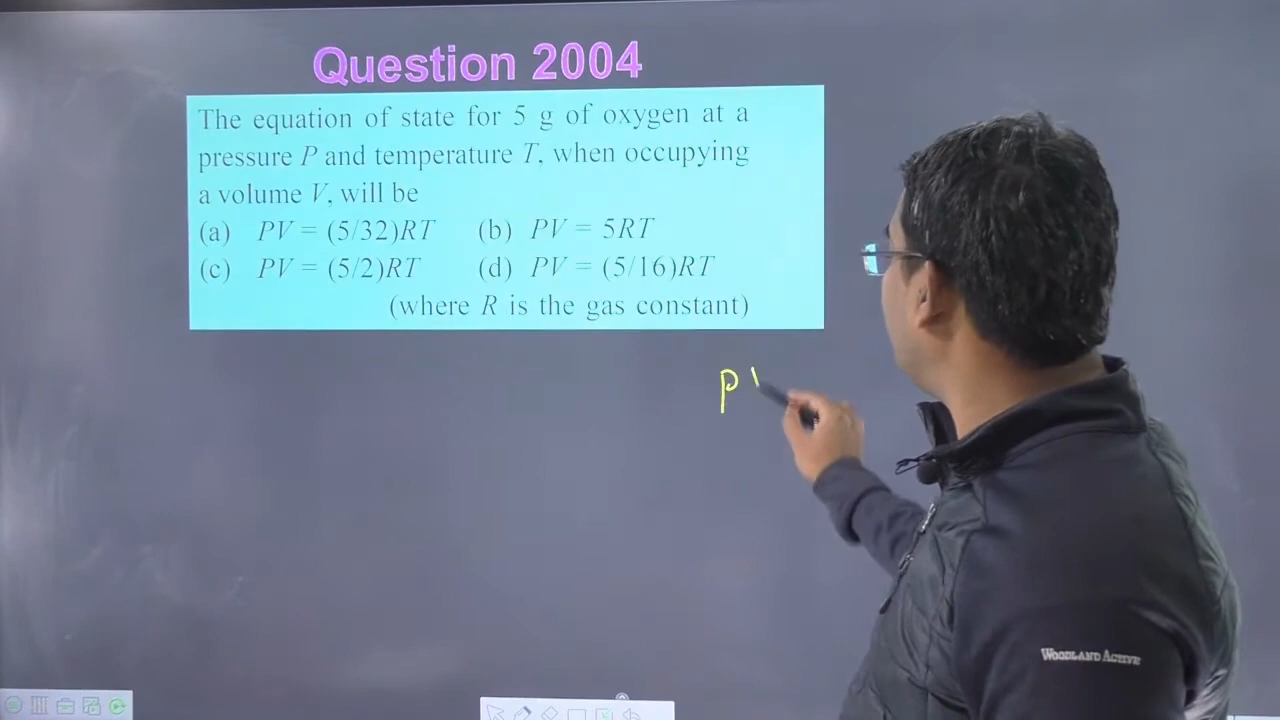 Question 2004
The equation of state for 5 g of oxygen at a
pressure P and temperature T, when occupying
a volume V, will be
(a) PV = (5/32)RT (b) PV = 5RT
(c) PV = (5/2)RT (d) PV = (5/16)RT
(where R is the gas constant)
P
WOODLAND ACTIVE